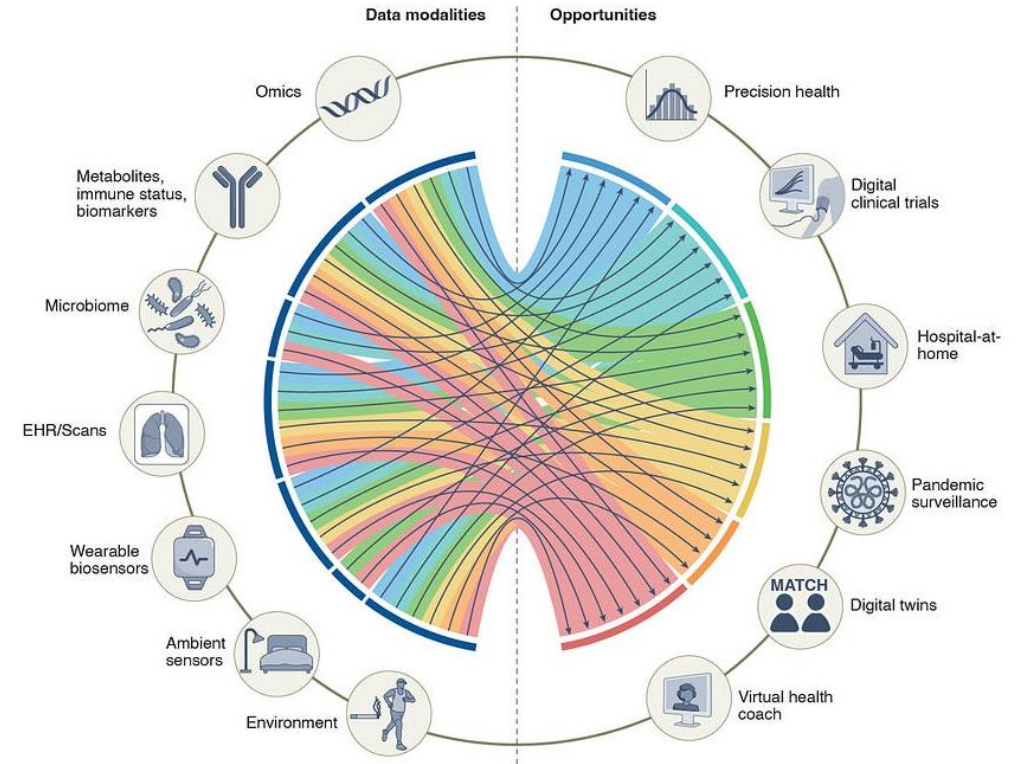 Data modalities
Opportunities
Omics
Metabolites,
immune status,
biomarkers
Microbiome
EHR/Scans
Wearable
biosensors
Ambient
sensors
Environment
Precision health
Digital
clinical trials
Hospital-at-
home
Pandemic
surveillance
MATCH
Digital twins
Virtual health
coach